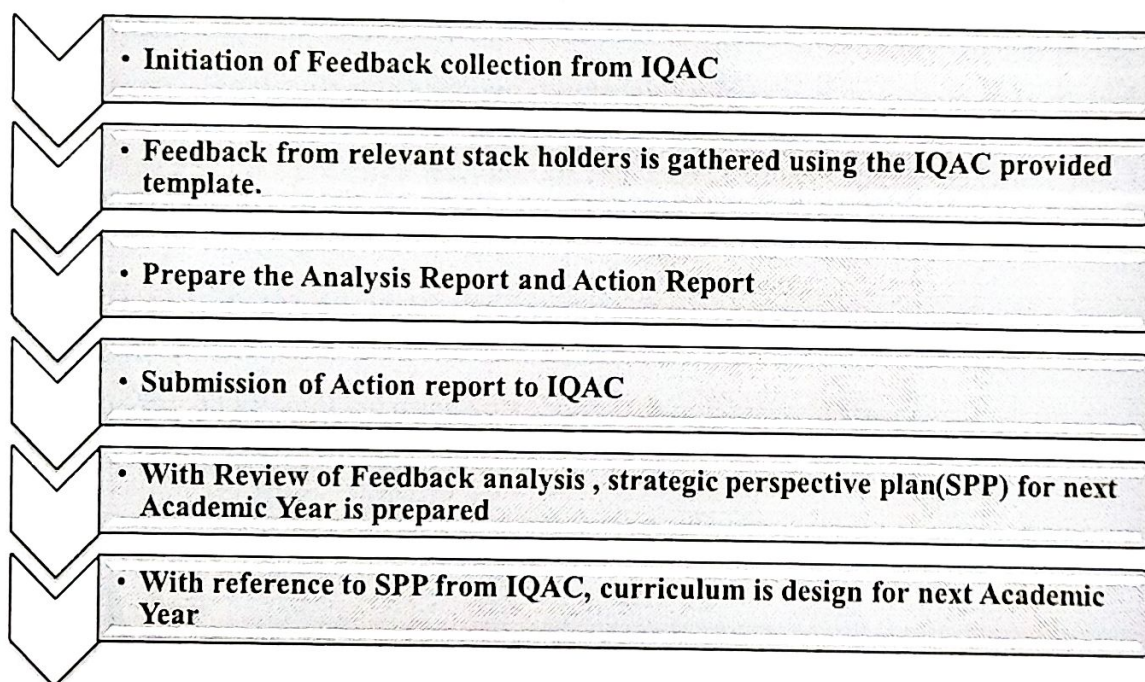 • Initiation of Feedback collection from IQAC
• Feedback from relevant stack holders is gathered using the IQAC provided
template.
• Prepare the Analysis Report and Action Report
• Submission of Action report to IQAC
• With Review of Feedback analysis , strategic perspective plan(SPP) for next
Academic Year is prepared
• With reference to SPP from IQAC, curriculum is design for next Academic
Year